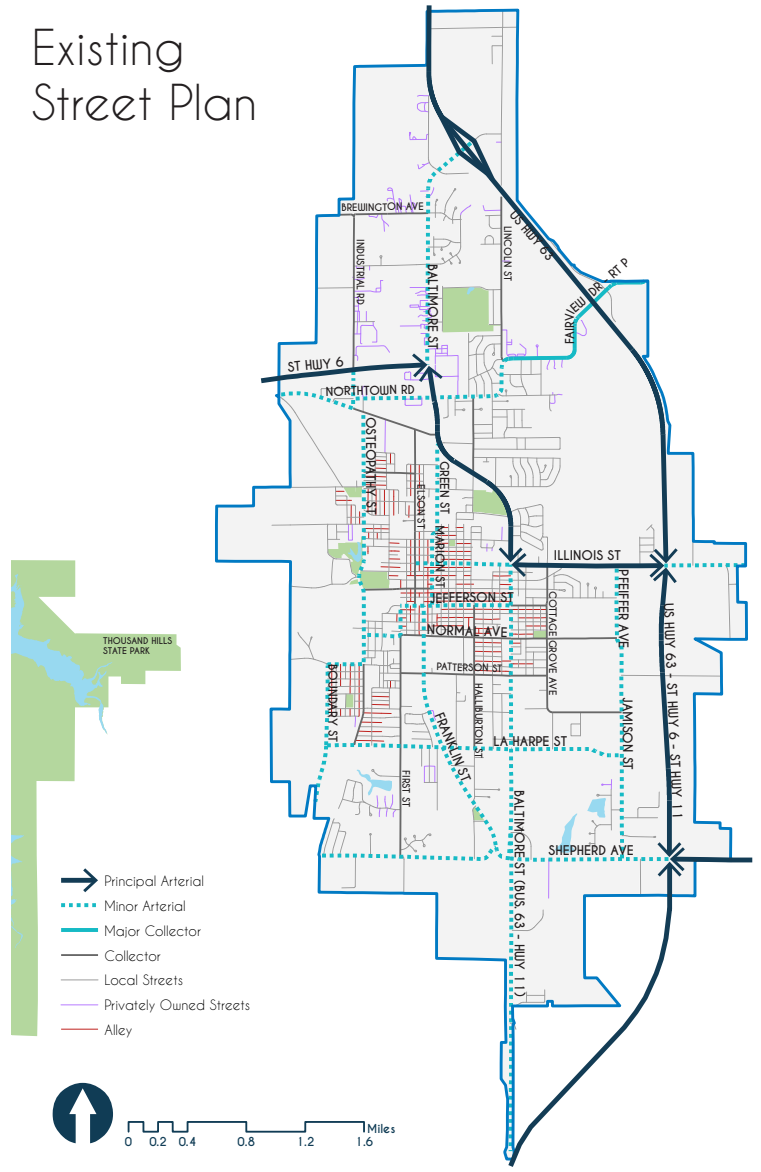 Existing
Street Plan
BREWINGTON AVE
US HWY 63
INDUSTRIAL RD
BALTIMORE ST
LINCOLN ST
FAIRVIEW DR - RT P
ST HWY 6
NORTHTOWN RD
OSTEOPATHY ST
GREEN ST
ELSON ST
MARION ST
ILLINOIS ST
PFEIFFER AVE
JEFFERSON ST
COTTAGE GROVE AVE
NORMAL AVE
US HWY 63 - ST HWY 6 - ST HWY 11
THOUSAND HILLS
STATE PARK
PATTERSON ST
BOUNDARY ST
HALLIBURTON ST
FRANKLIN ST
JAMISON ST
LA HARPE ST
FIRST ST
BALTIMORE ST (BUS. 63 - HWY 11)
SHEPHERD AVE
Principal Arterial
Minor Arterial
Major Collector
Collector
Local Streets
Privately Owned Streets
Alley
Miles
0 0.2 0.4 0.8 1.2 1.6